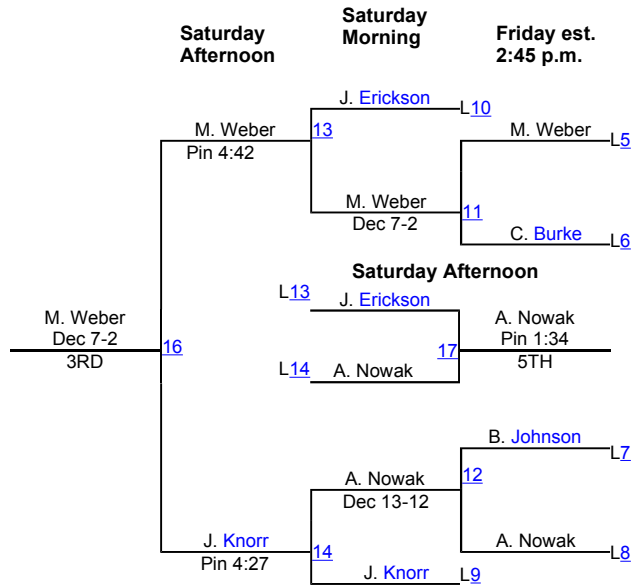 Saturday
Afternoon
Saturday
Morning
Friday est.
2:45 p.m.
J. Erickson
L10
M. Weber
13
M. Weber
L5
Pin 4:42
M. Weber
11
Dec 7-2
C. Burke
L6
Saturday Afternoon
L13
J. Erickson
M. Weber
A. Nowak
Dec 7-2
Pin 1:34
16
17
3RD
5TH
L14
A. Nowak
B. Johnson
L7
A. Nowak
12
Dec 13-12
J. Knorr
14
A. Nowak
L8
Pin 4:27
J. Knorr
L9